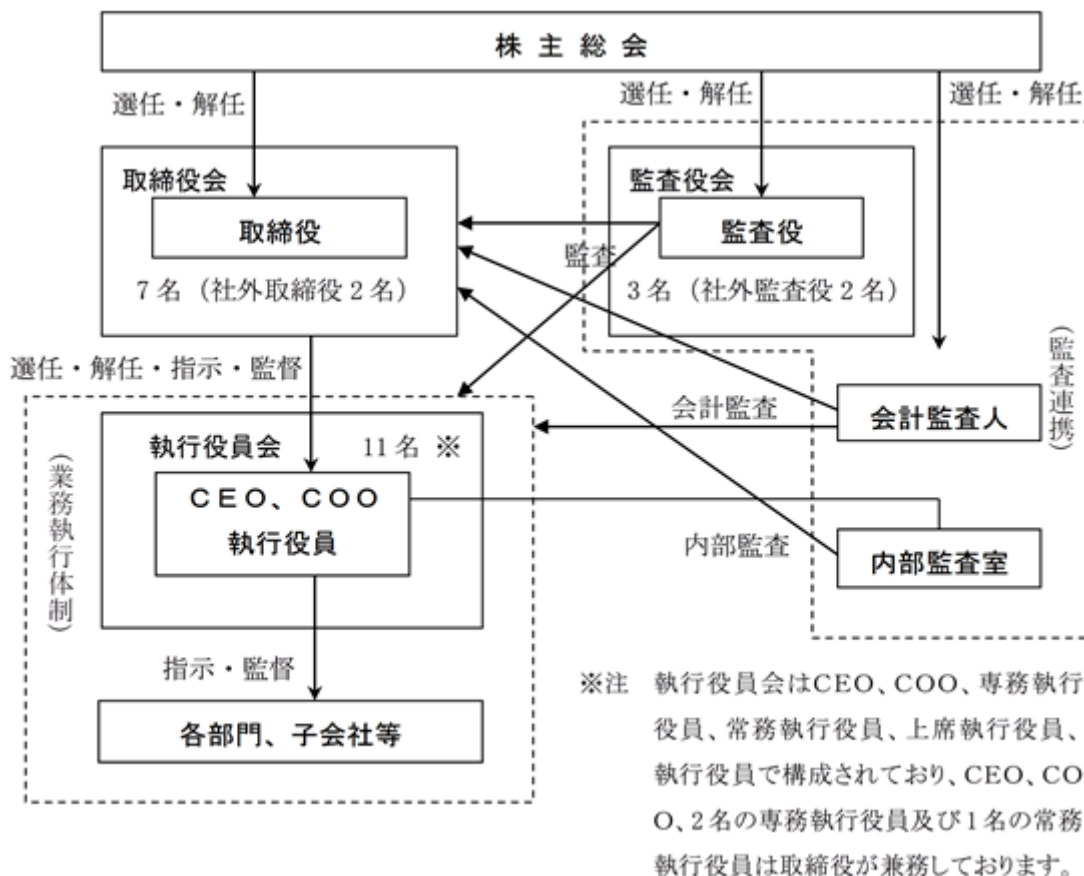 株主総会
選任・解任
選任・解任
選任・解任
取締役会
取締役
7名（社外取締役2名）
監査役会
監査役
3名（社外監査役2名）
監査
選任・解任・指示・監督
（監査連携）
会計監査
会計監査人
執行役員会　11名 ※
CEO、COO
執行役員
（業務執行体制）
内部監査
内部監査室
指示・監督
各部門、子会社等
※注　執行役員会はCEO、COO、専務執行
役員、常務執行役員、上席執行役員、
執行役員で構成されており、CEO、CO
O、2名の専務執行役員及び1名の常務
執行役員は取締役が兼務しております。